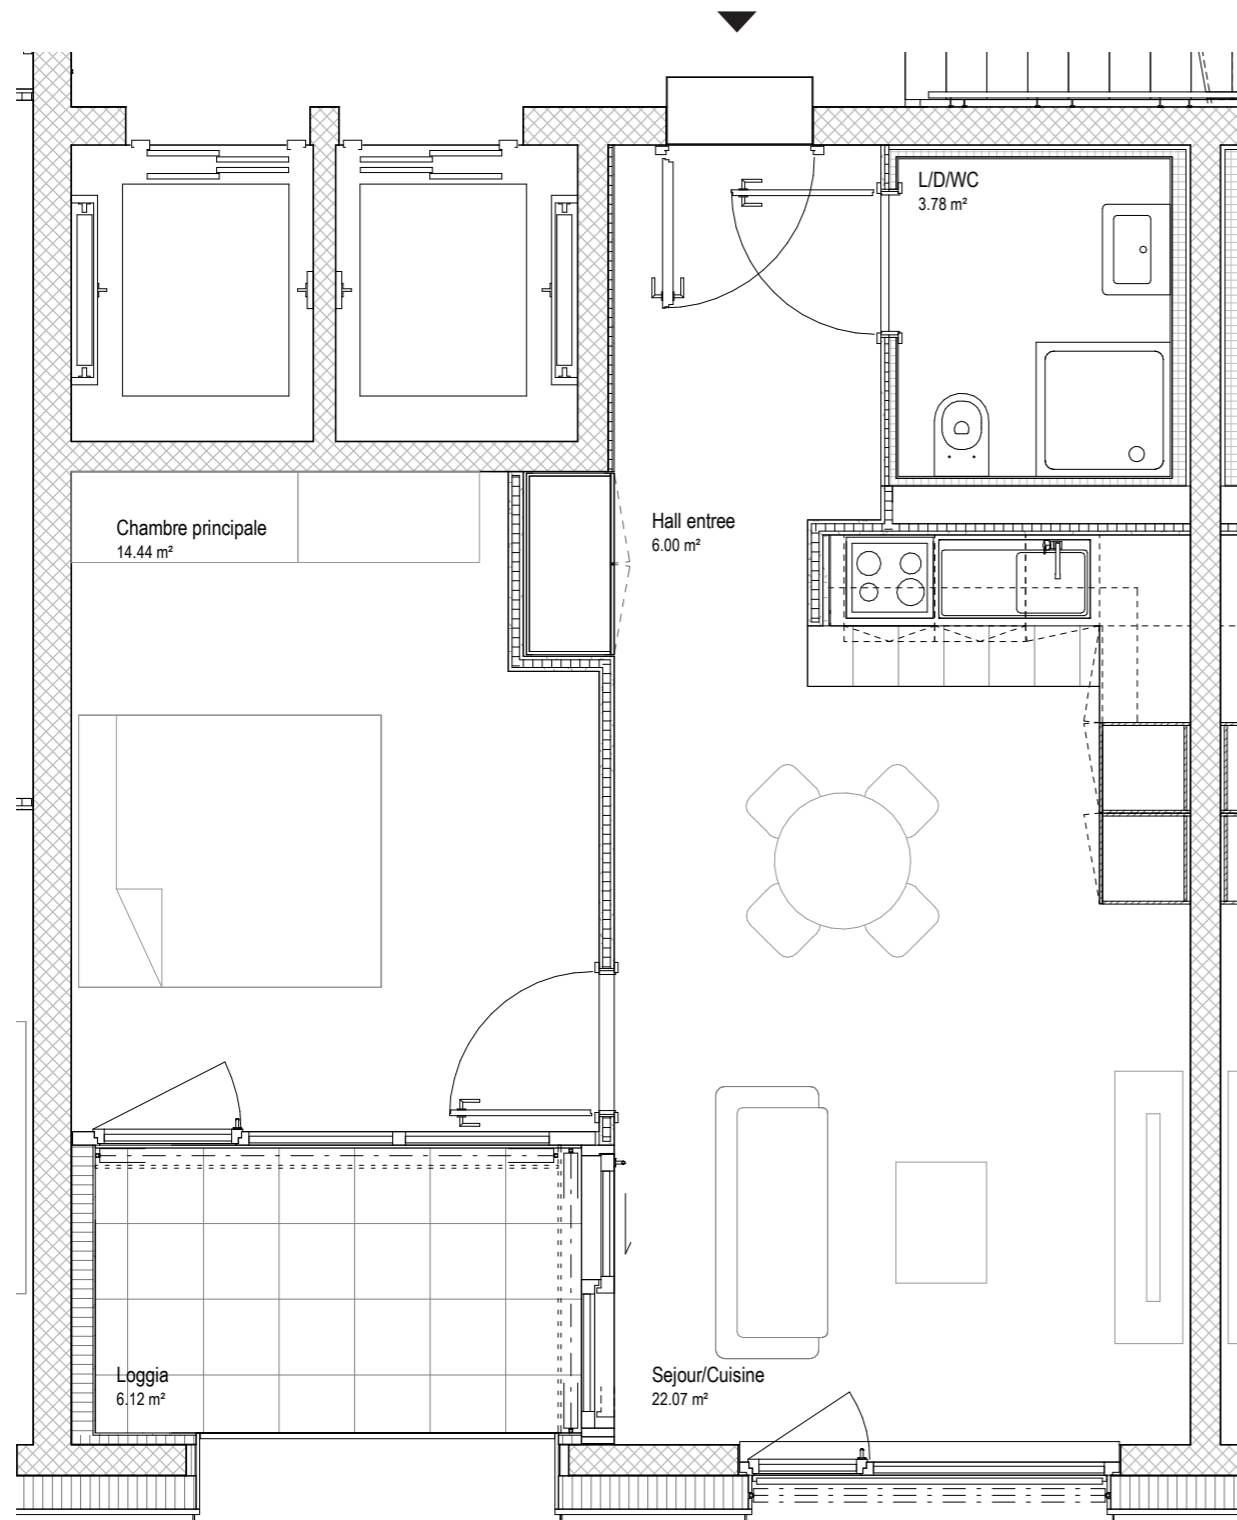 L/D/WC
3.78 m²
Chambre principale
14.44 m²
Hall entree
6.00 m²
Loggia
6.12 m²
Sejour/Cuisine
22.07 m²